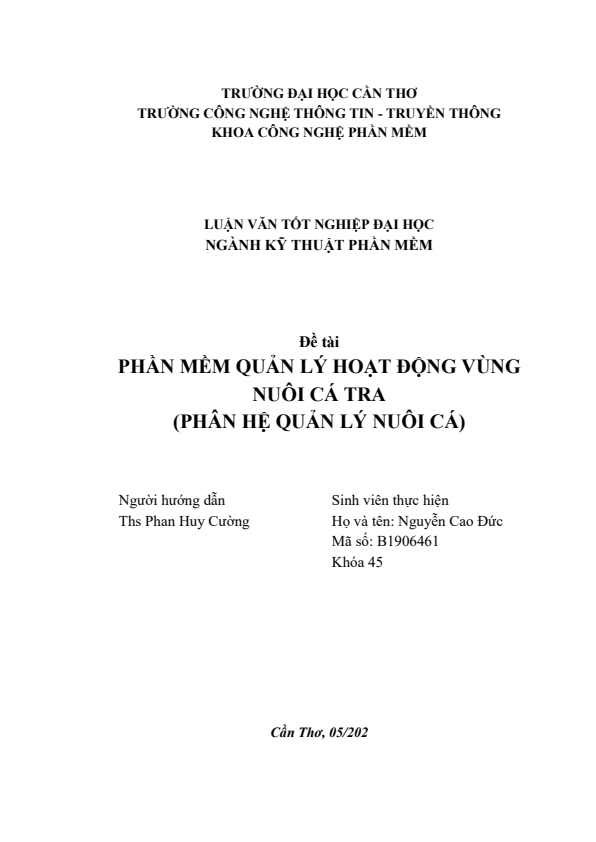 TRƯỜNG ĐẠI HỌC CẦN THƠ
TRƯỜNG CÔNG NGHỆ THÔNG TIN - TRUYỀN THÔNG
KHOA CÔNG NGHỆ PHẦN MỀM
LUẬN VĂN TỐT NGHIỆP ĐẠI HỌC
NGÀNH KỸ THUẬT PHẦN MỀM
Đề tài
PHẦN MỀM QUẢN LÝ HOẠT ĐỘNG VÙNG
NUÔI CÁ TRA
(PHÂN HỆ QUẢN LÝ NUÔI CÁ)
Người hướng dẫn
Ths Phan Huy Cường
Sinh viên thực hiện
Họ và tên: Nguyễn Cao Đức
Mã số: B1906461
Khóa 45
Cần Thơ, 05/202